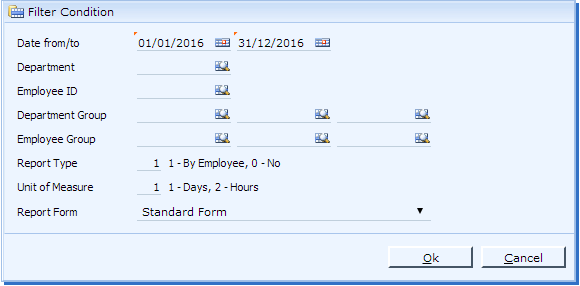 Filter Condition
Date from/to 01/01/2016 31/12/2016
Department
Employee ID
Department Group
Employee Group
Report Type 1 1 - By Employee, 0 - No
Unit of Measure 1 1 - Days, 2 - Hours
Report Form Standard Form
Ok Cancel